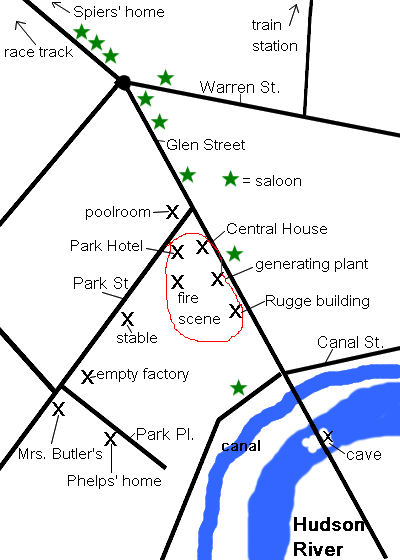 Spiers' home
race track
train
station
Warren St.
Glen Street
= saloon
poolroom
Central House
Park Hotel
generating plant
Park St.
fire
scene
Rugge building
stable
Canal St.
empty factory
Park Pl.
Mrs. Butler's
canal
cave
Phelps' home
Hudson
River